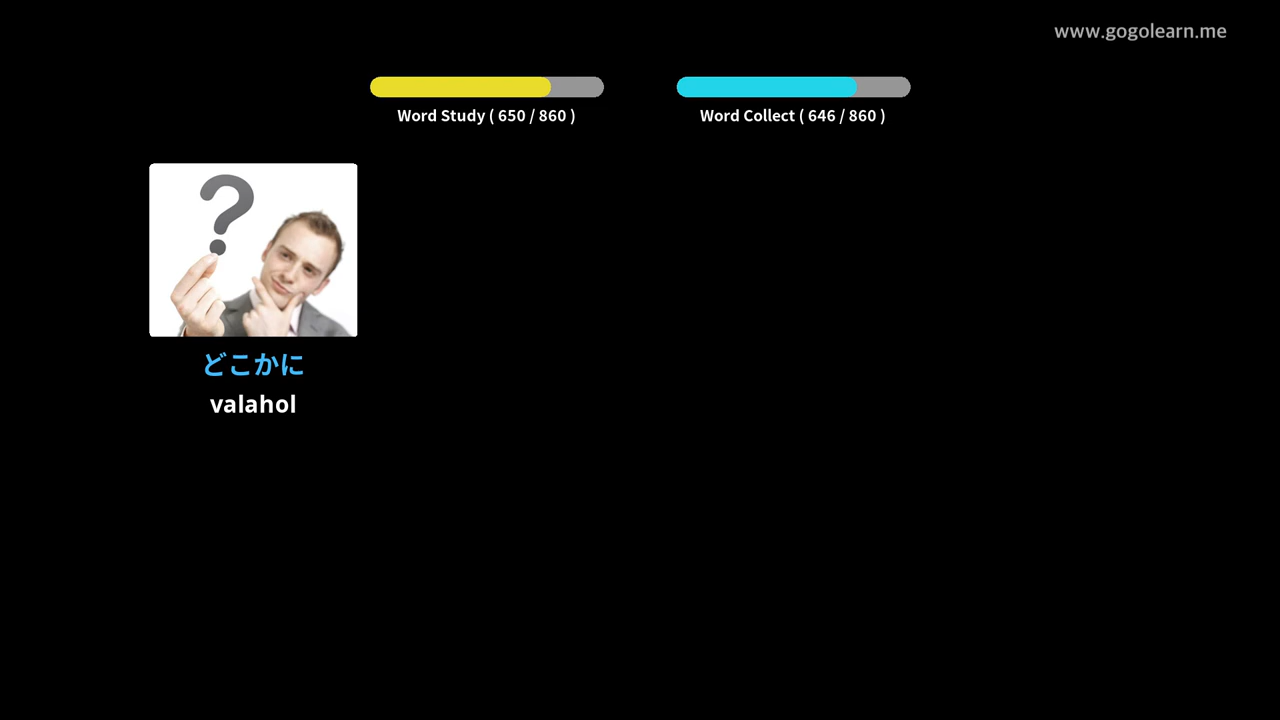 www.gogolearn.me
Word Study ( 650 / 860 )
Word Collect ( 646 / 860 )
?
どこかに
valahol